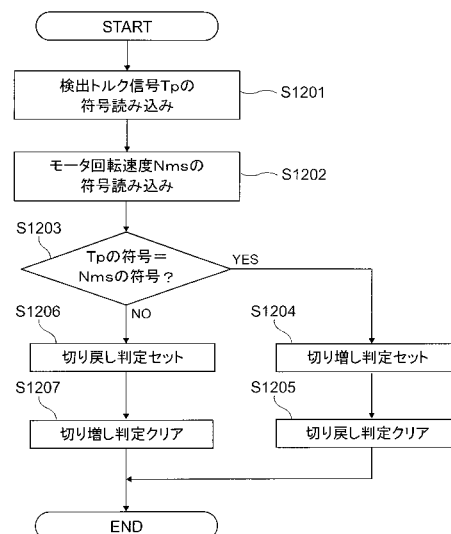 START
検出トルク信号Tpの
符号読み込み
S1201
モータ回転速度Nmsの
符号読み込み
S1202
S1203
Tpの符号＝
Nmsの符号？
YES
NO
S1206
切り戻し判定セット
S1204
切り増し判定セット
S1207
切り増し判定クリア
S1205
切り戻し判定クリア
END